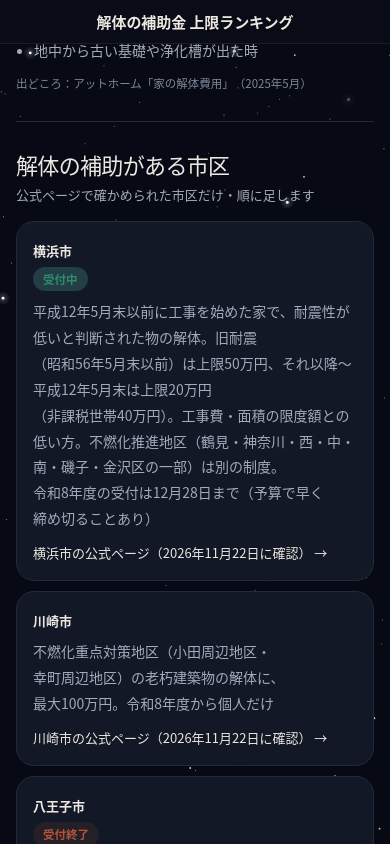 解体の補助金 上限ランキング
地中から古い基礎や浄化槽が出た時
出どころ：アットホーム「家の解体費用」（2025年5月）
解体の補助がある市区
公式ページで確かめられた市区だけ・順に足します
横浜市
受付中
平成12年5月末以前に工事を始めた家で、耐震性が
低いと判断された物の解体。旧耐震
（昭和56年5月末以前）は上限50万円、それ以降〜
平成12年5月末は上限20万円
（非課税世帯40万円）。工事費・面積の限度額との
低い方。不燃化推進地区（鶴見・神奈川・西・中・
南・磯子・金沢区の一部）は別の制度。
令和8年度の受付は12月28日まで（予算で早く
締め切ることあり）
横浜市の公式ページ（2026年11月22日に確認） →
川崎市
不燃化重点対策地区（小田周辺地区・
幸町周辺地区）の老朽建築物の解体に、
最大100万円。令和8年度から個人だけ
川崎市の公式ページ（2026年11月22日に確認） →
八王子市
受付終了